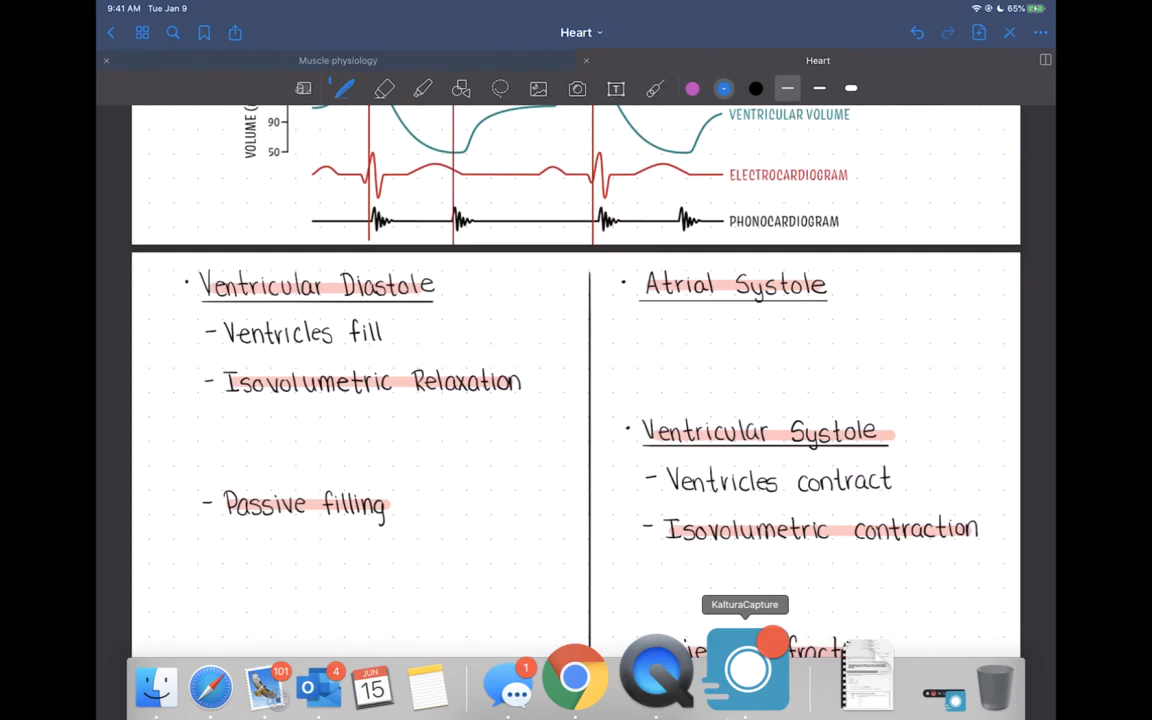 9:41 AM Tue Jan 9
65%
Heart
Muscle physiology
Heart
VOLUME (
90
50
VENTRICULAR VOLUME
ELECTROCARDIOGRAM
PHONOCARDIOGRAM
· Ventricular Diastole
- Ventricles fill
- Isovolumetric Relaxation
- Passive filling
· Atrial Systole
· Ventricular Systole
- Ventricles contract
- Isovolumetric contraction
KalturaCapture
101
4
JUN
15
1